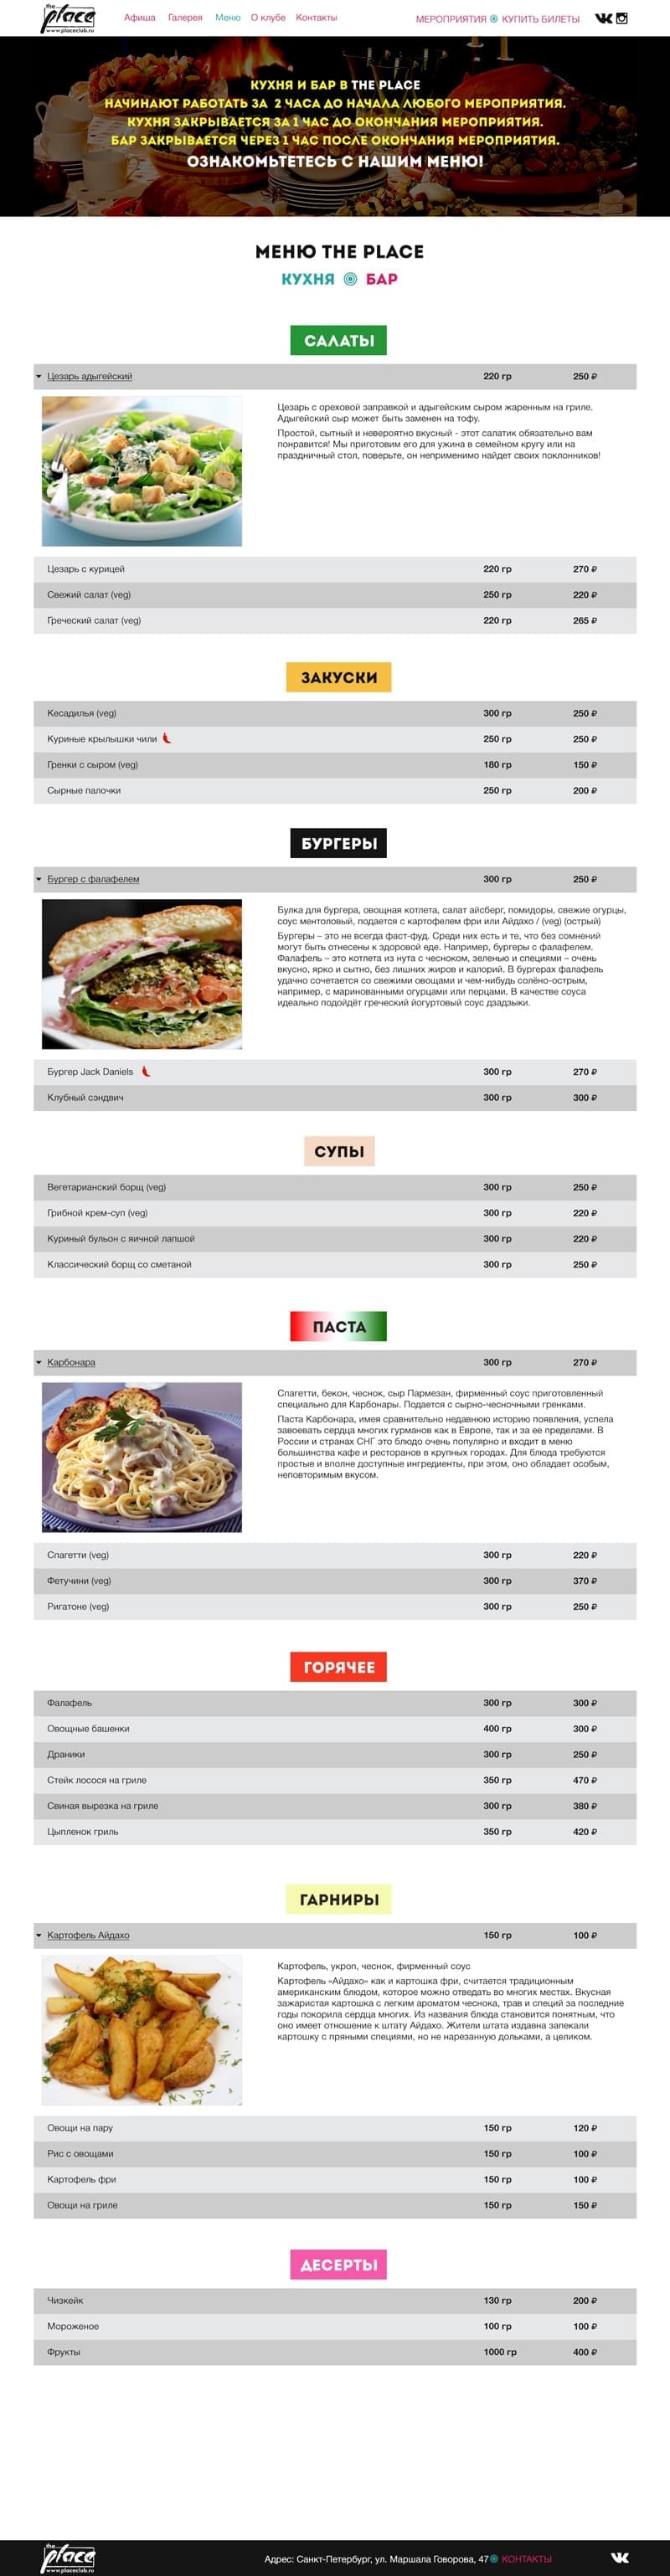 the place
www.placeclub.ru
Афиша Галерея Меню О клубе Контакты
МЕРОПРИЯТИЯ КУПИТЬ БИЛЕТЫ
КУХНЯ И БАР В THE PLACE
НАЧИНАЮТ РАБОТАТЬ ЗА 2 ЧАСА ДО НАЧАЛА ЛЮБОГО МЕРОПРИЯТИЯ.
КУХНЯ ЗАКРЫВАЕТСЯ ЗА 1 ЧАС ДО ОКОНЧАНИЯ МЕРОПРИЯТИЯ.
БАР ЗАКРЫВАЕТСЯ ЧЕРЕЗ 1 ЧАС ПОСЛЕ ОКОНЧАНИЯ МЕРОПРИЯТИЯ.
ОЗНАКОМЬТЕТЕСЬ С НАШИМ МЕНЮ!
МЕНЮ THE PLACE
КУХНЯ БАР
САЛАТЫ
Цезарь адыгейский 220 гр 250 ₽
Цезарь с ореховой заправкой и адыгейским сыром жаренным на гриле.
Адыгейский сыр может быть заменен на тофу.
Простой, сытный и невероятно вкусный - этот салатик обязательно вам
понравится! Мы приготовим его для ужина в семейном кругу или на
праздничный стол, поверьте, он неприменимо найдет своих поклонников!
Цезарь с курицей 220 гр 270 ₽
Свежий салат (veg) 250 гр 220 ₽
Греческий салат (veg) 220 гр 265 ₽
ЗАКУСКИ
Кесадилья (veg) 300 гр 250 ₽
Куриные крылышки чили 250 гр 250 ₽
Гренки с сыром (veg) 180 гр 150 ₽
Сырные палочки 250 гр 200 ₽
БУРГЕРЫ
Бургер с фалафелем 300 гр 250 ₽
Булка для бургера, овощная котлета, салат айсберг, помидоры, свежие огурцы,
соус ментоловый, подается с картофелем фри или Айдахо / (veg) (острый)
Бургеры – это не всегда фаст-фуд. Среди них есть и те, что без сомнений
могут быть отнесены к здоровой еде. Например, бургеры с фалафелем.
Фалафель – это котлета из нута с чесноком, зеленью и специями – очень
вкусно, ярко и сытно, без лишних жиров и калорий. В бургерах фалафель
удачно сочетается со свежими овощами и чем-нибудь солёно-острым,
например, с маринованными огурцами или перцами. В качестве соуса
идеально подойдёт греческий йогуртовый соус дзадзыки.
Бургер Jack Daniels 300 гр 270 ₽
Клубный сэндвич 300 гр 300 ₽
СУПЫ
Вегетарианский борщ (veg) 300 гр 250 ₽
Грибной крем-суп (veg) 300 гр 220 ₽
Куриный бульон с яичной лапшой 300 гр 220 ₽
Классический борщ со сметаной 300 гр 250 ₽
ПАСТА
Карбонара 300 гр 270 ₽
Спагетти, бекон, чеснок, сыр Пармезан, фирменный соус приготовленный
специально для Карбонары. Подается с сырно-чесночными гренками.
Паста Карбонара, имея сравнительно недавнюю историю появления, успела
завоевать сердца многих гурманов как в Европе, так и за ее пределами. В
России и странах СНГ это блюдо очень популярно и входит в меню
большинства кафе и ресторанов в крупных городах. Для блюда требуются
простые и вполне доступные ингредиенты, при этом, оно обладает особым,
неповторимым вкусом.
Спагетти (veg) 300 гр 220 ₽
Фетучини (veg) 300 гр 370 ₽
Ригатоне (veg) 300 гр 250 ₽
ГОРЯЧЕЕ
Фалафель 300 гр 300 ₽
Овощные башенки 400 гр 300 ₽
Драники 300 гр 250 ₽
Стейк лосося на гриле 350 гр 470 ₽
Свиная вырезка на гриле 300 гр 380 ₽
Цыпленок гриль 350 гр 420 ₽
ГАРНИРЫ
Картофель Айдахо 150 гр 100 ₽
Картофель, укроп, чеснок, фирменный соус
Картофель «Айдахо» как и картошка фри, считается традиционным
американским блюдом, которое можно отведать во многих местах. Вкусная
зажаристая картошка с легким ароматом чеснока, трав и специй за последние
годы покорила сердца многих. Из названия блюда становится понятным, что
оно имеет отношение к штату Айдахо. Жители штата издавна запекали
картошку с пряными специями, но не нарезанную дольками, а целиком.
Овощи на пару 150 гр 120 ₽
Рис с овощами 150 гр 100 ₽
Картофель фри 150 гр 100 ₽
Овощи на гриле 150 гр 150 ₽
ДЕСЕРТЫ
Чизкейк 130 гр 200 ₽
Мороженое 100 гр 100 ₽
Фрукты 1000 гр 400 ₽
the place
www.placeclub.ru
Адрес: Санкт-Петербург, ул. Маршала Говорова, 47 КОНТАКТЫ